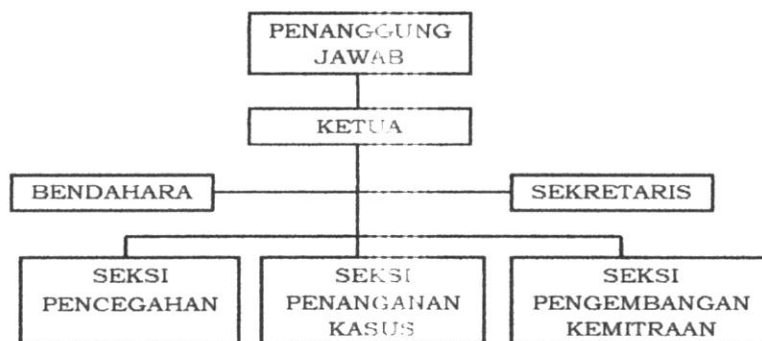 PENANGGUNG
JAWAB
KETUA
BENDAHARA
SEKRETARIS
SEKSI
PENCEGAHAN
SEKSI
PENANGANAN
KASUS
SEKSI
PENGEMBANGAN
KEMITRAAN